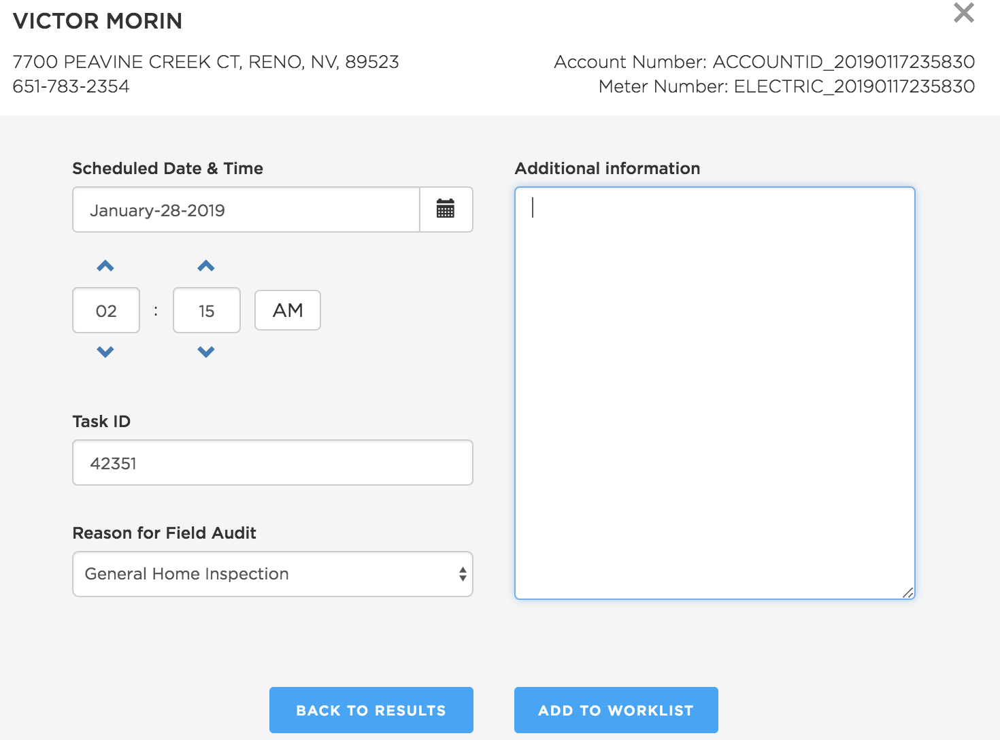 VICTOR MORIN
7700 PEAVINE CREEK CT, RENO, NV, 89523
651-783-2354
Account Number: ACCOUNTID_20190117235830
Meter Number: ELECTRIC_20190117235830
Scheduled Date & Time
January-28-2019
02 : 15 AM
Task ID
42351
Reason for Field Audit
General Home Inspection
Additional information
BACK TO RESULTS
ADD TO WORKLIST